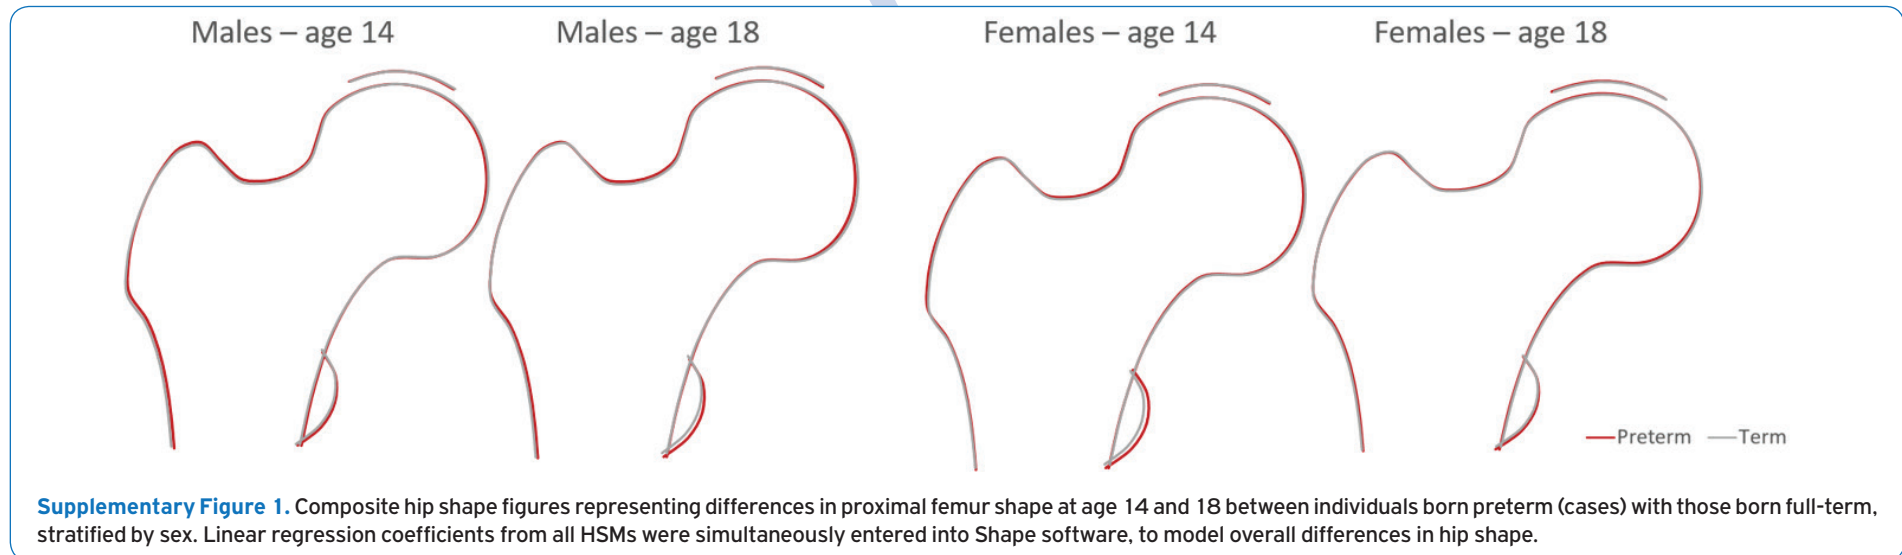 Males – age 14
Males – age 18
Females – age 14
Females – age 18
Preterm
Term
Supplementary Figure 1. Composite hip shape figures representing differences in proximal femur shape at age 14 and 18 between individuals born preterm (cases) with those born full-term,
stratified by sex. Linear regression coefficients from all HSMs were simultaneously entered into Shape software, to model overall differences in hip shape.